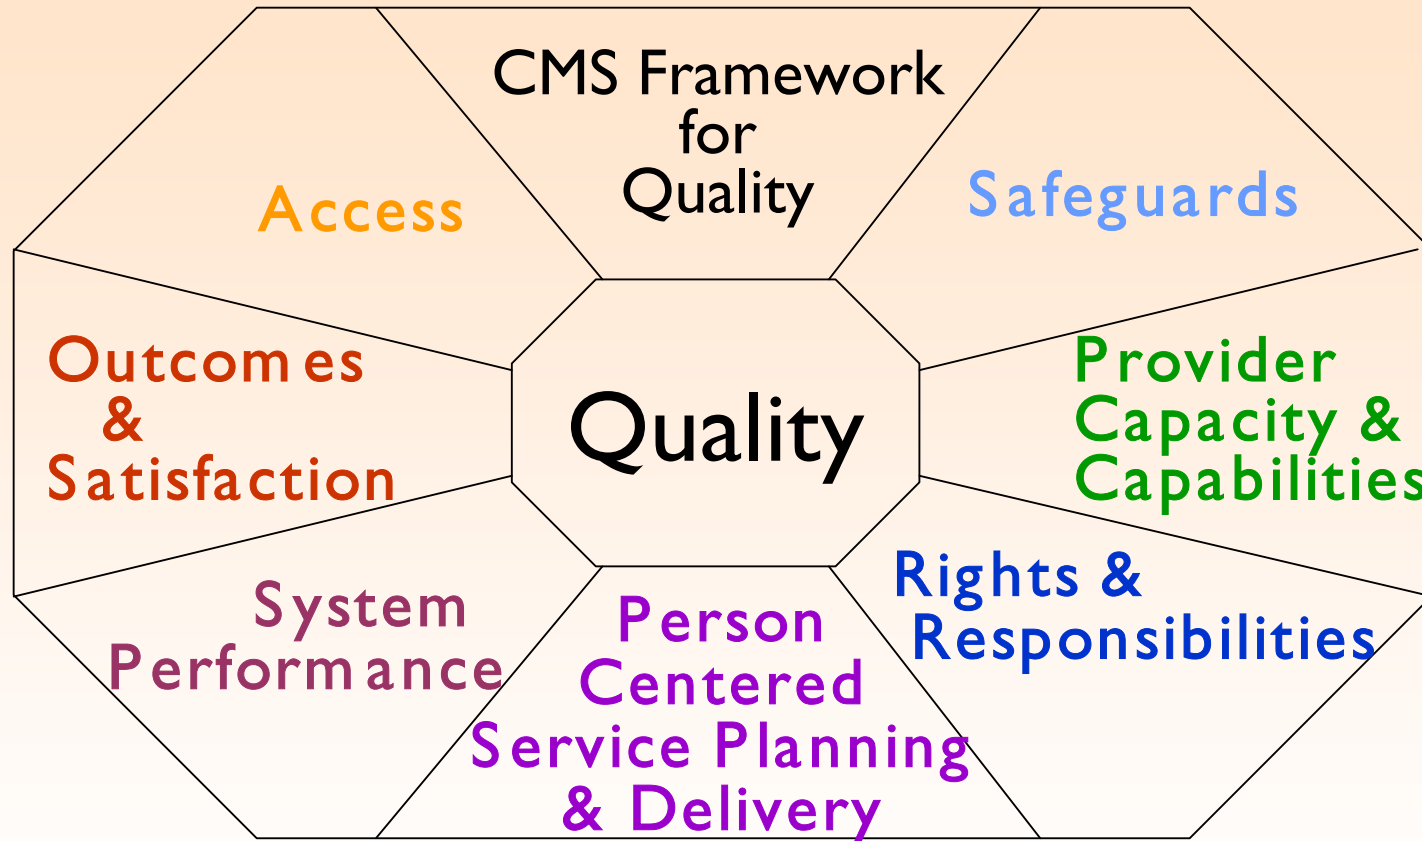 CMS Framework
for
Quality
Access
Safeguards
Outcomes
&
Satisfaction
Quality
Provider
Capacity &
Capabilities
System
Performance
Person
Centered
Service Planning
& Delivery
Rights &
Responsibilities